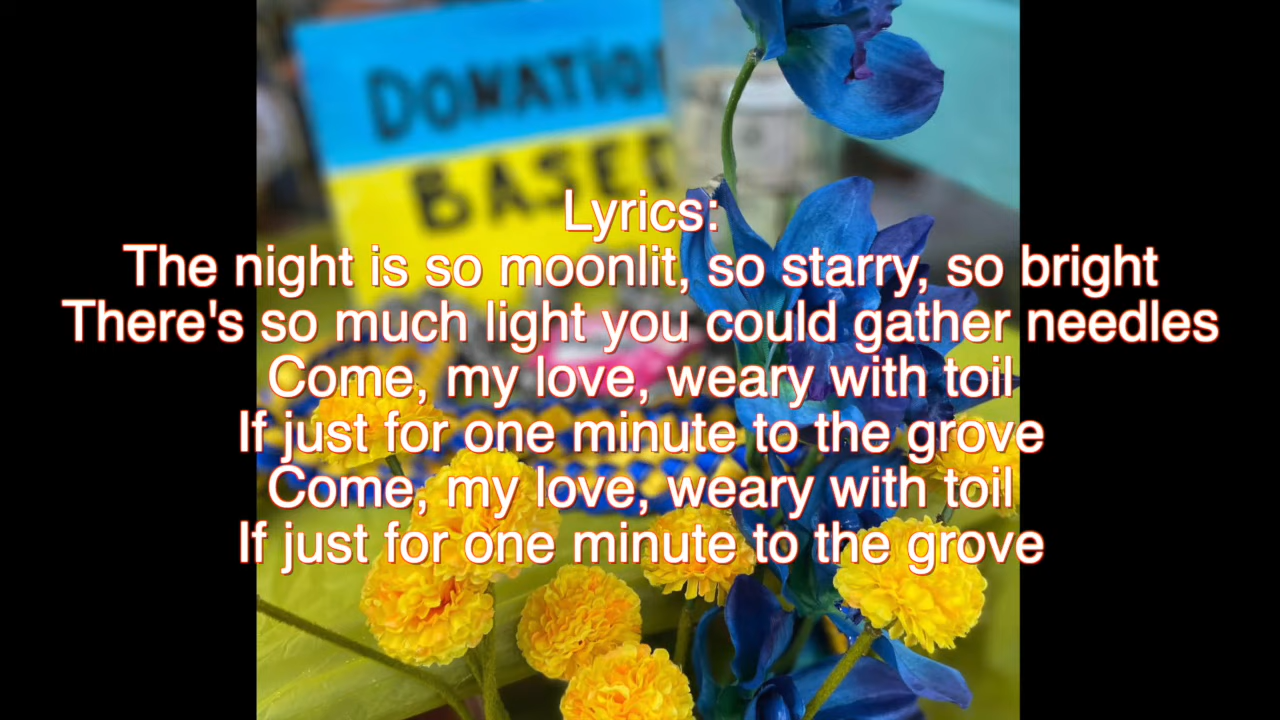 DONATION
BASED
Lyrics:
The night is so moonlit, so starry, so bright
There's so much light you could gather needles
Come, my love, weary with toil
If just for one minute to the grove
Come, my love, weary with toil
If just for one minute to the grove